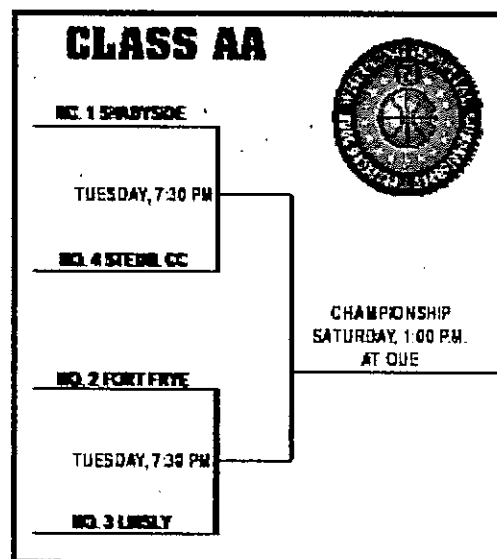 CLASS AA
NO. 1 SHADYSIDE
TUESDAY, 7:30 PM
NO. 4 STEUB. CC
CHAMPIONSHIP
SATURDAY, 1:00 P.M.
AT OUE
NO. 2 FORT FRYE
TUESDAY, 7:30 PM
NO. 3 LINSLY